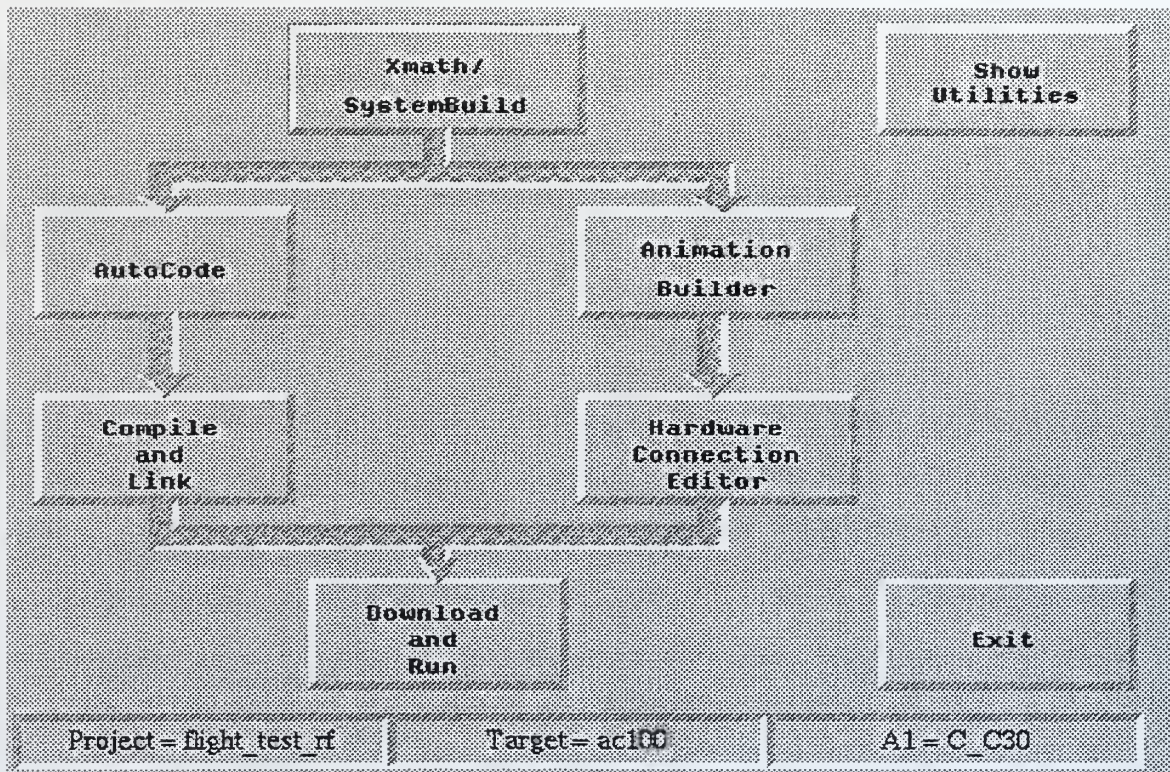 Xmath/
SystemBuild
Show
Utilities
AutoCode
Animation
Builder
Compile
and
Link
Hardware
Connection
Editor
Download
and
Run
Exit
Project = flight_test_rf
Target = ac100
A1 = C_C30